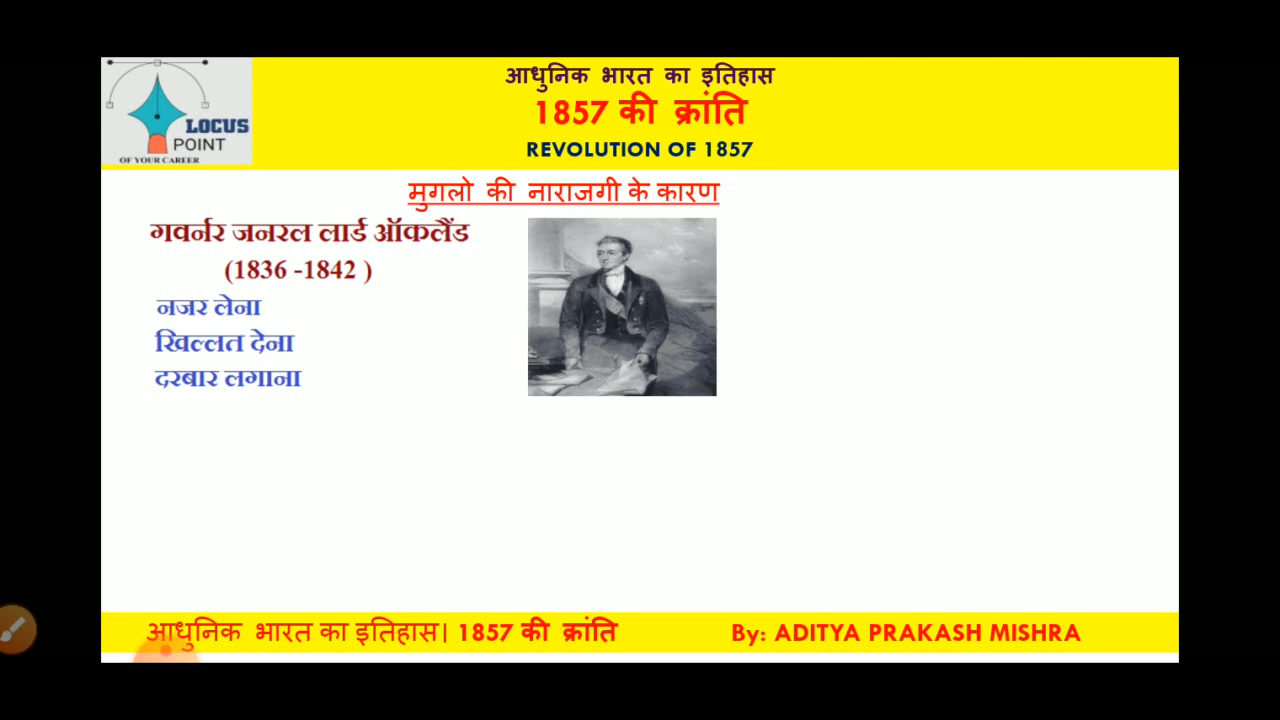 LOCUS
POINT
OF YOUR CAREER
आधुनिक भारत का इतिहास
1857 की क्रांति
REVOLUTION OF 1857
मुगलो की नाराजगी के कारण
गवर्नर जनरल लार्ड ऑकलैंड
(1836 -1842 )
नजर लेना
खिल्लत देना
दरबार लगाना
आधुनिक भारत का इतिहास। 1857 की क्रांति
By: ADITYA PRAKASH MISHRA